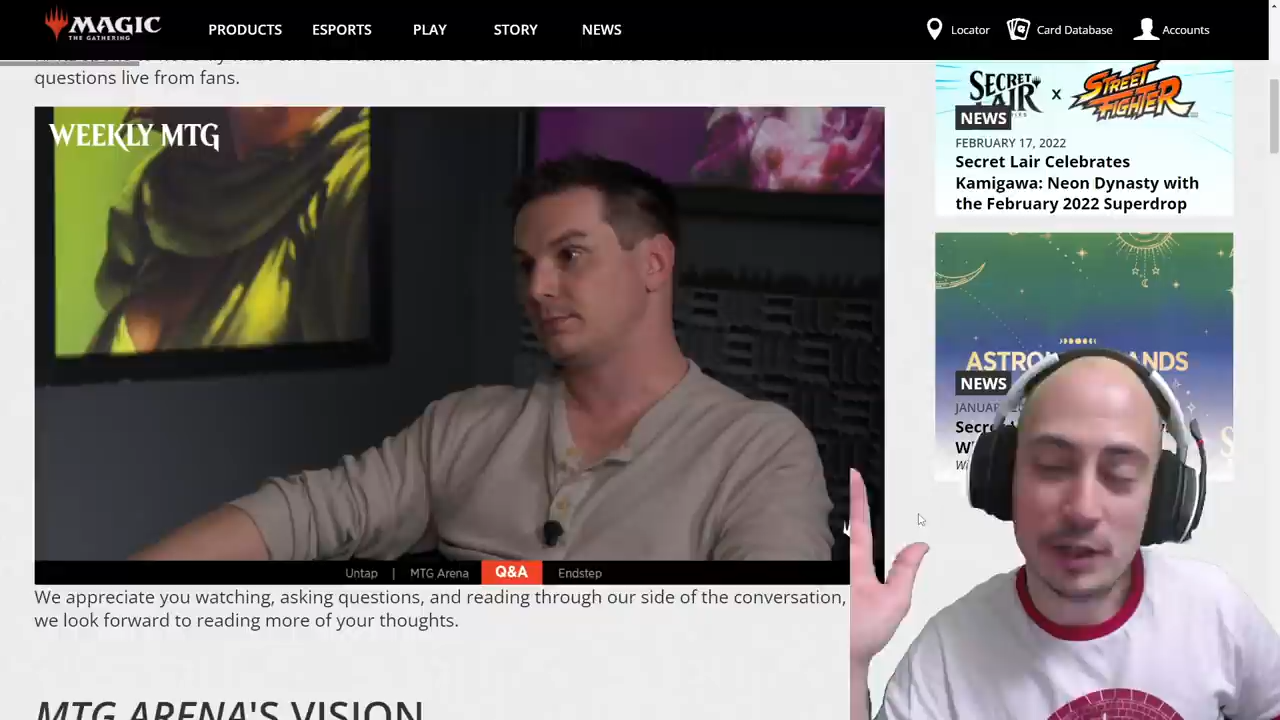 MAGIC
THE GATHERING
PRODUCTS
ESPORTS
PLAY
STORY
NEWS
Locator
Card Database
Accounts
questions live from fans.
WEEKLY MTG
Untap | MTG Arena Q&A Endstep
We appreciate you watching, asking questions, and reading through our side of the conversation,
we look forward to reading more of your thoughts.
MTG ARENA'S VISION
SECRET
LAIR x STREET
FIGHTER
NEWS
FEBRUARY 17, 2022
Secret Lair Celebrates
Kamigawa: Neon Dynasty with
the February 2022 Superdrop
NEWS